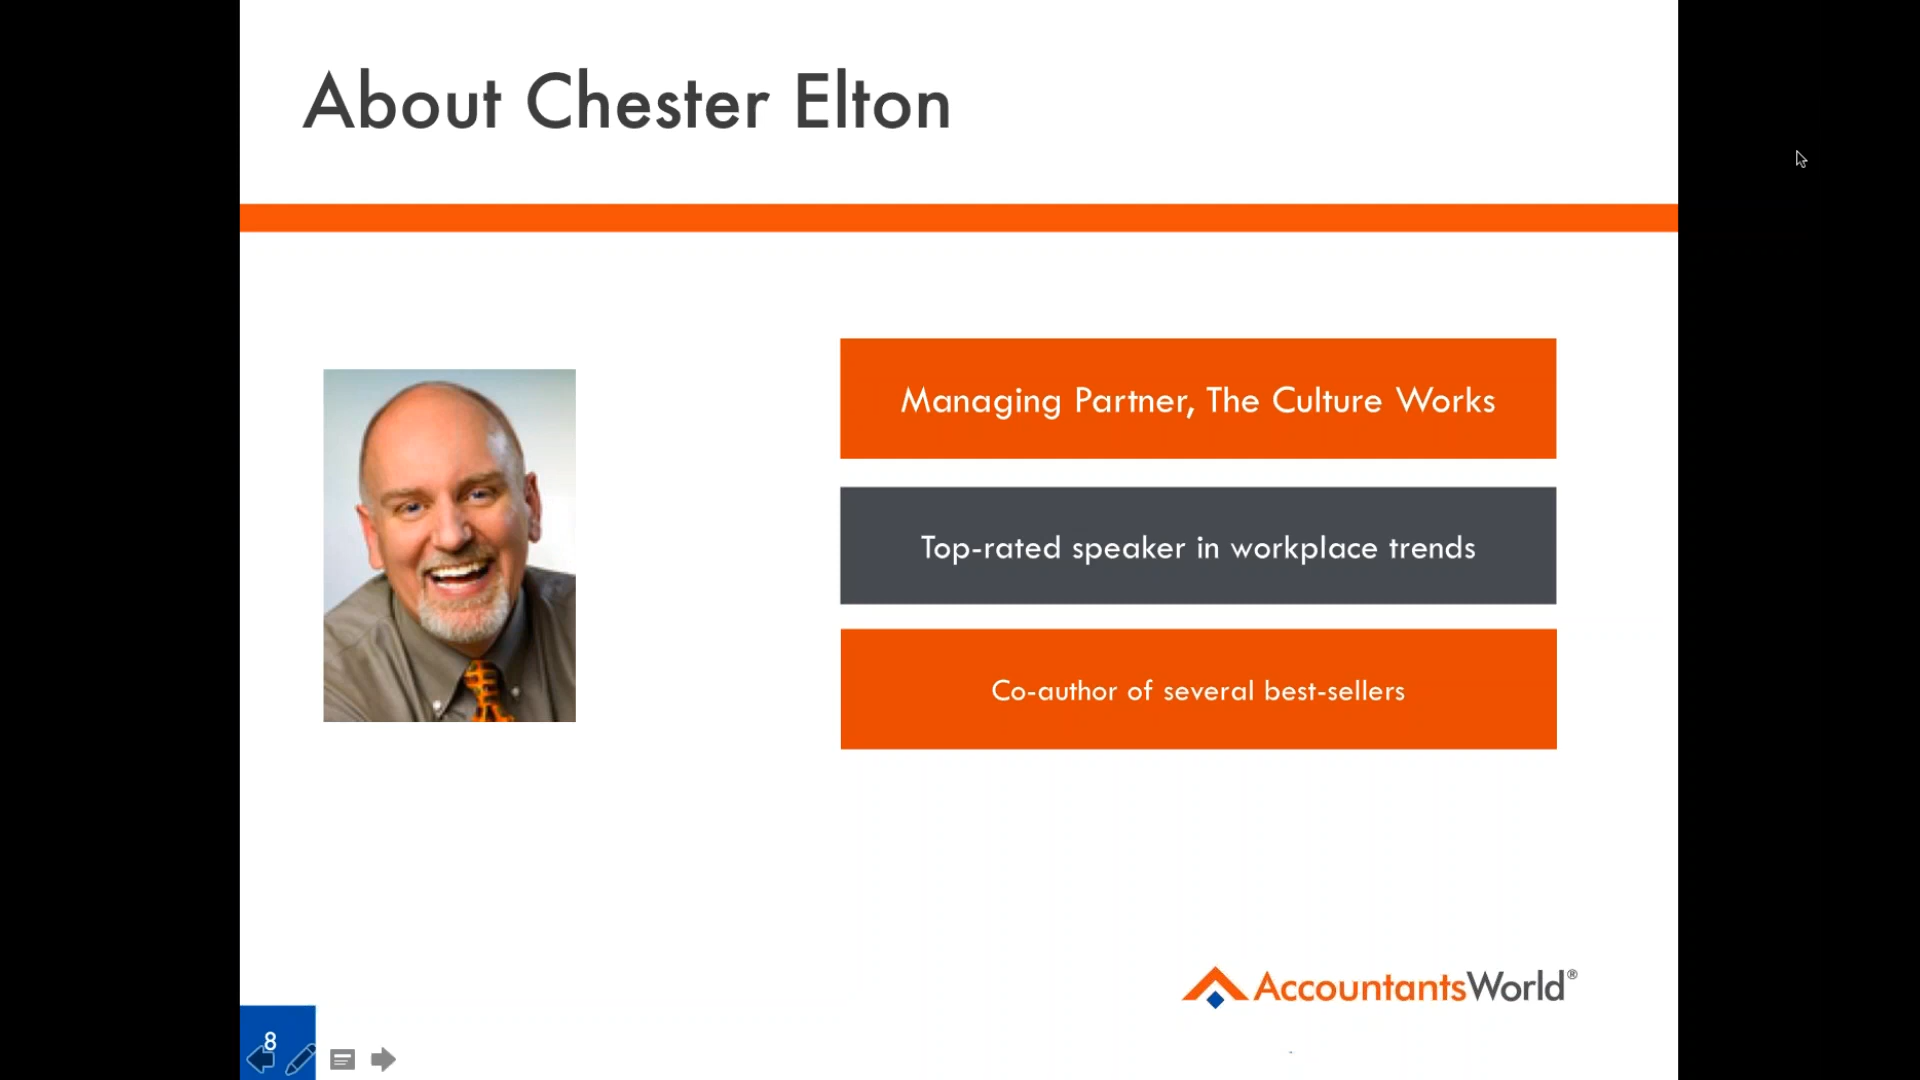 About Chester Elton
Managing Partner, The Culture Works
Top-rated speaker in workplace trends
Co-author of several best-sellers
AccountantsWorld®
8